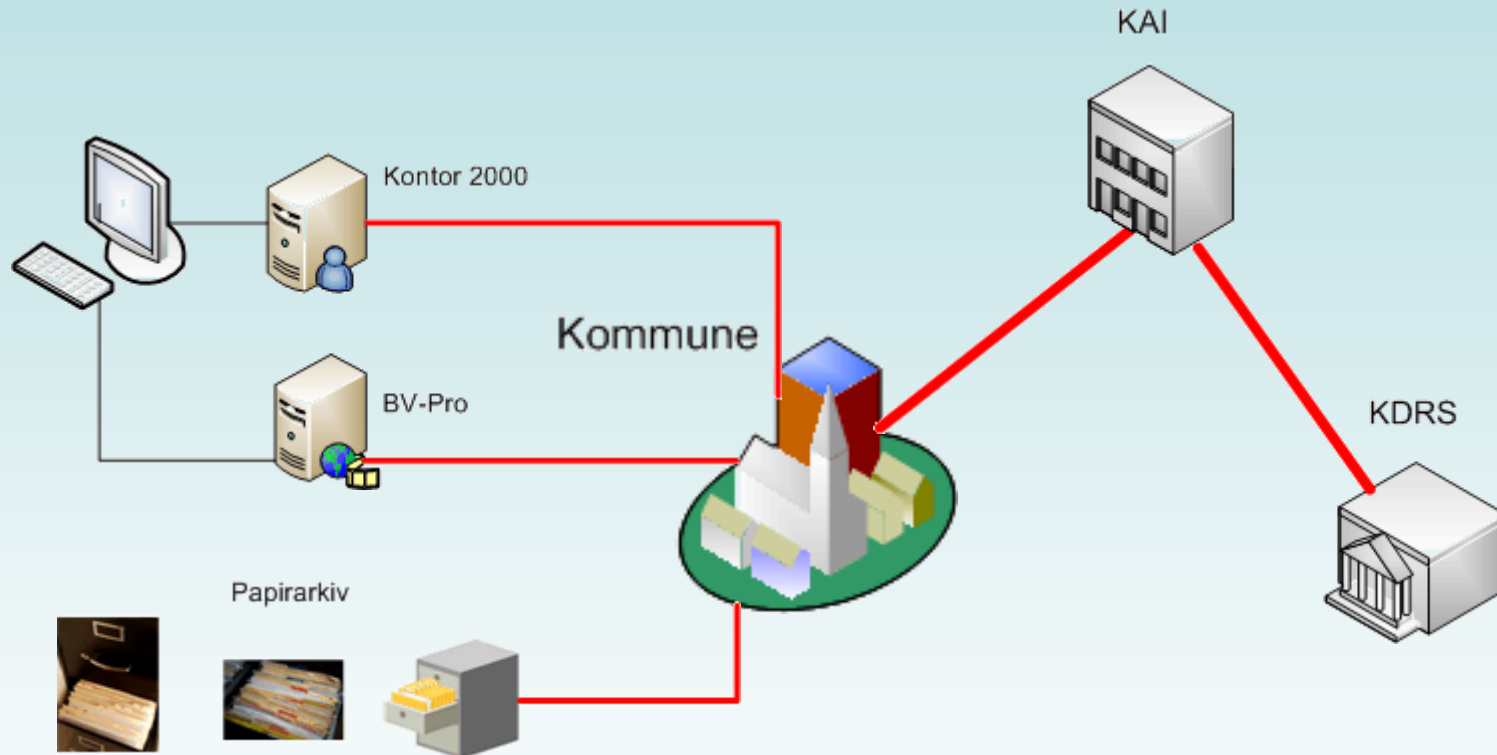 KAI
Kontor 2000
Kommune
BV-Pro
KDRS
Papirarkiv